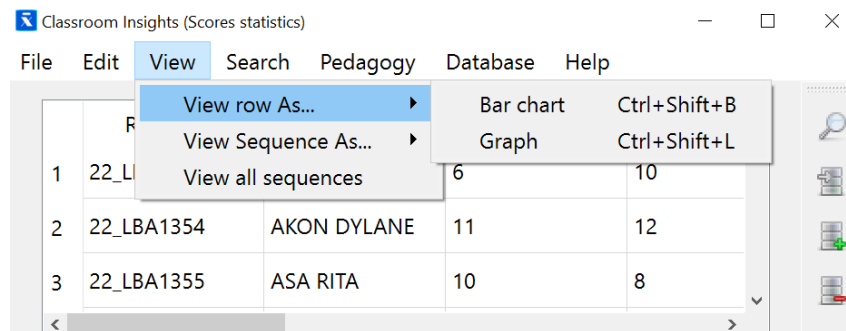 Classroom Insights (Scores statistics)
File Edit View Search Pedagogy Database Help
View row As... Bar chart Ctrl+Shift+B
View Sequence As... Graph Ctrl+Shift+L
View all sequences
1 6 10
2 22_LBA1354 AKON DYLANE 11 12
3 22_LBA1355 ASA RITA 10 8